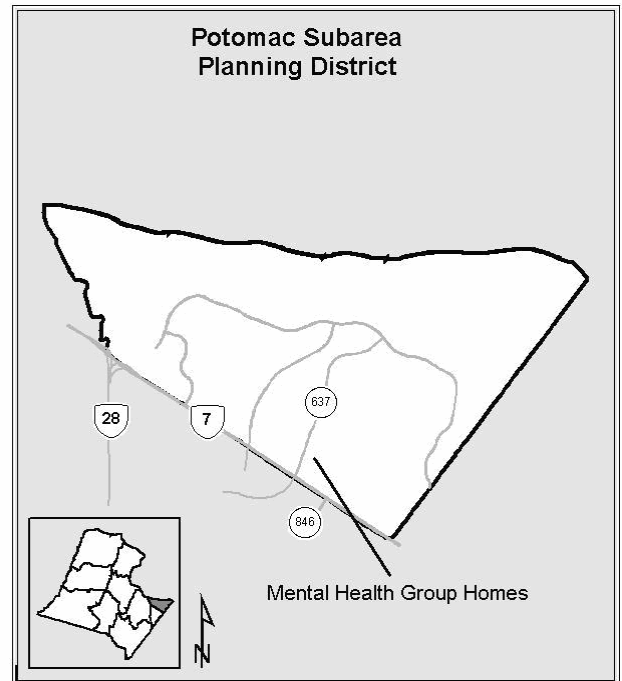 Potomac Subarea
Planning District
637
28
7
846
Mental Health Group Homes
N